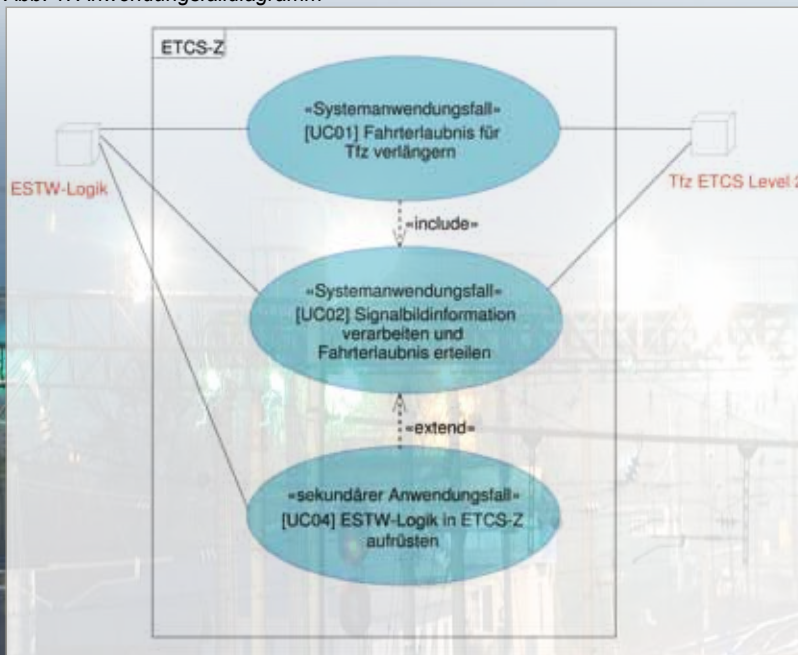 ETCS-Z
«Systemanwendungsfall»
[UC01] Fahrterlaubnis für
Tfz verlängern
ESTW-Logik
Tfz ETCS Level 2
«include»
«Systemanwendungsfall»
[UC02] Signalbildinformation
verarbeiten und
Fahrterlaubnis erteilen
«extend»
«sekundärer Anwendungsfall»
[UC04] ESTW-Logik in ETCS-Z
aufrüsten